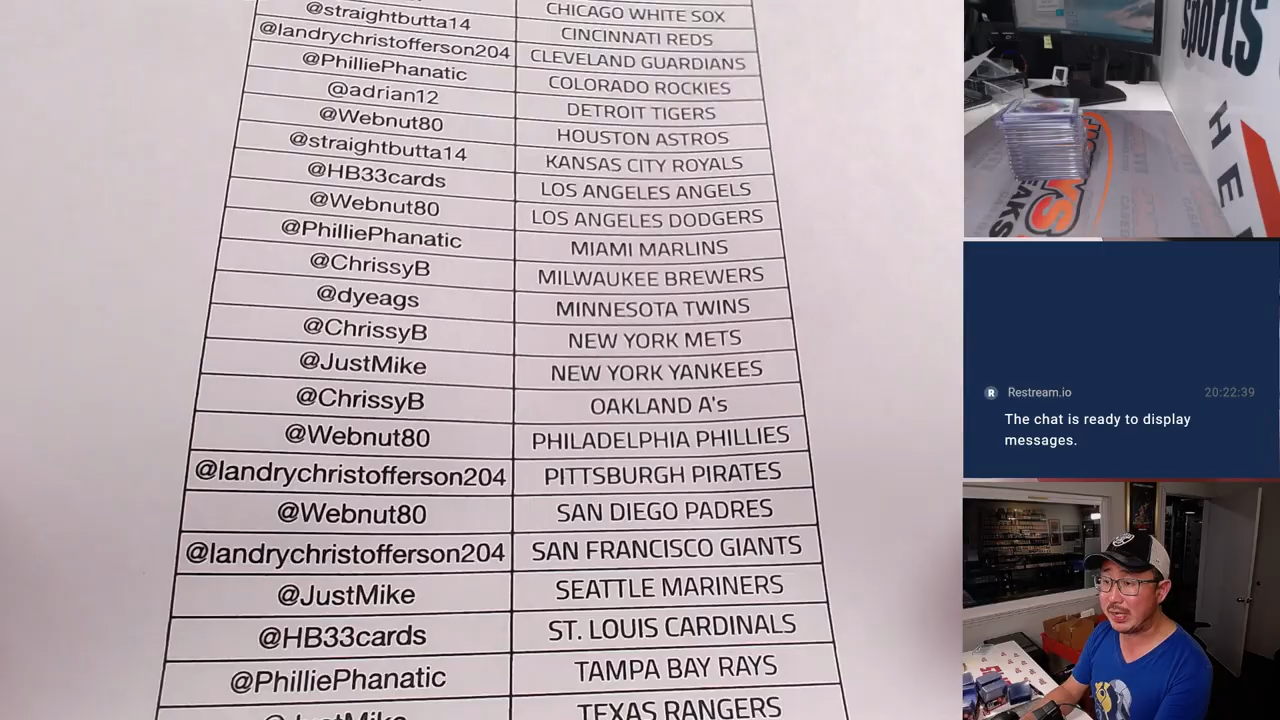 CHICAGO WHITE SOX
@straightbutta14 CINCINNATI REDS
@landrychristofferson204 CLEVELAND GUARDIANS
@PhilliePhanatic COLORADO ROCKIES
@adrian12 DETROIT TIGERS
@Webnut80 HOUSTON ASTROS
@straightbutta14 KANSAS CITY ROYALS
@HB33cards LOS ANGELES ANGELS
@Webnut80 LOS ANGELES DODGERS
@PhilliePhanatic MIAMI MARLINS
@ChrissyB MILWAUKEE BREWERS
@dyeags MINNESOTA TWINS
@ChrissyB NEW YORK METS
@JustMike NEW YORK YANKEES
@ChrissyB OAKLAND A's
@Webnut80 PHILADELPHIA PHILLIES
@landrychristofferson204 PITTSBURGH PIRATES
@Webnut80 SAN DIEGO PADRES
@landrychristofferson204 SAN FRANCISCO GIANTS
@JustMike SEATTLE MARINERS
@HB33cards ST. LOUIS CARDINALS
@PhilliePhanatic TAMPA BAY RAYS
@JustMike TEXAS RANGERS
sports
HE
R Restream.io 20:22:39
The chat is ready to display
messages.